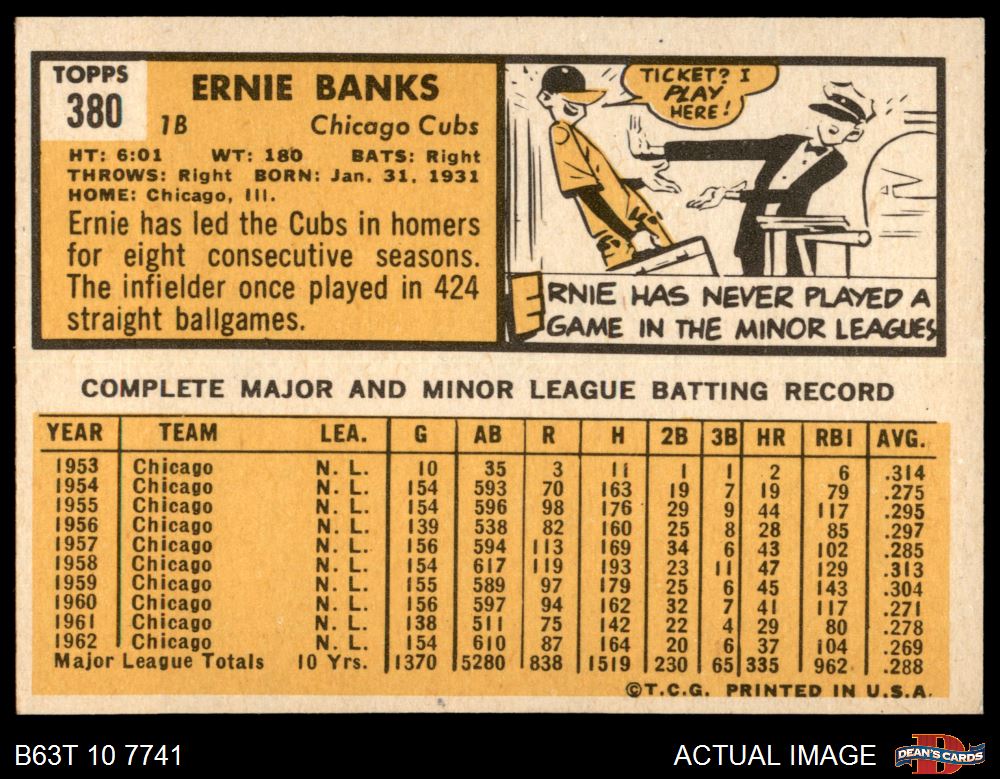 TOPPS
380
ERNIE BANKS
1B Chicago Cubs
HT: 6:01 WT: 180 BATS: Right
THROWS: Right BORN: Jan. 31, 1931
HOME: Chicago, Ill.
Ernie has led the Cubs in homers
for eight consecutive seasons.
The infielder once played in 424
straight ballgames.
TICKET? I
PLAY
HERE!
ERNIE HAS NEVER PLAYED A
GAME IN THE MINOR LEAGUES
COMPLETE MAJOR AND MINOR LEAGUE BATTING RECORD
YEAR TEAM LEA. G AB R H 2B 3B HR RBI AVG.
1953 Chicago N. L. 10 35 3 11 1 1 2 6 .314
1954 Chicago N. L. 154 593 70 163 19 7 19 79 .275
1955 Chicago N. L. 154 596 98 176 29 9 44 117 .295
1956 Chicago N. L. 139 538 82 160 25 8 28 85 .297
1957 Chicago N. L. 156 594 113 169 34 6 43 102 .285
1958 Chicago N. L. 154 617 119 193 23 11 47 129 .313
1959 Chicago N. L. 155 589 97 179 25 6 45 143 .304
1960 Chicago N. L. 156 597 94 162 32 7 41 117 .271
1961 Chicago N. L. 138 511 75 142 22 4 29 80 .278
1962 Chicago N. L. 154 610 87 164 20 6 37 104 .269
Major League Totals 10 Yrs. 1370 5280 838 1519 230 65 335 962 .288
©T.C.G. PRINTED IN U.S.A.
B63T 10 7741
ACTUAL IMAGE
DEAN'S CARDS